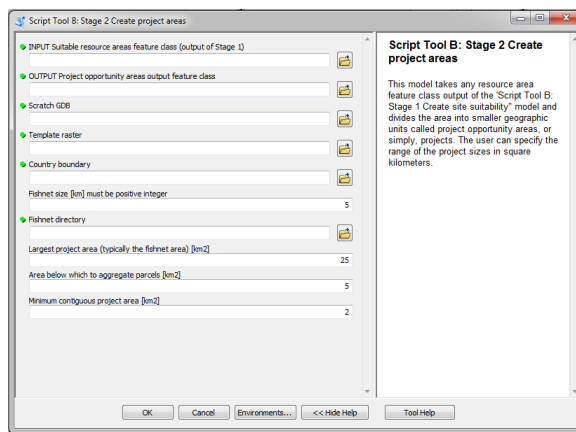 Script Tool B: Stage 2 Create project areas
INPUT Suitable resource areas feature class (output of Stage 1)
OUTPUT Project opportunity areas output feature class
Scratch GDB
Template raster
Country boundary
Fishnet size [km] must be positive integer
5
Fishnet directory
Largest project area (typically the fishnet area) [km2]
25
Area below which to aggregate parcels [km2]
5
Minimum contiguous project area [km2]
2
OK
Cancel
Environments...
<< Hide Help
Tool Help
Script Tool B: Stage 2 Create
project areas
This model takes any resource area
feature class output of the 'Script Tool B:
Stage 1 Create site suitability" model and
divides the area into smaller geographic
units called project opportunity areas, or
simply, projects. The user can specify the
range of the project sizes in square
kilometers.